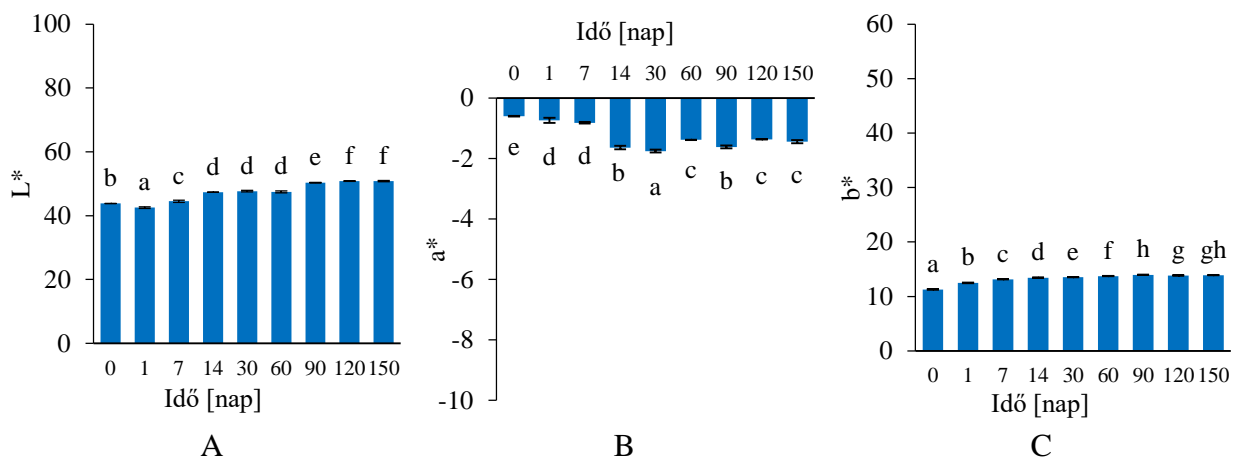 100
80
60
40
20
0
L*
b a c d d d e f f
0 1 7 14 30 60 90 120 150
Idő [nap]
A
Idő [nap]
0 1 7 14 30 60 90 120 150
0
-2
-4
-6
-8
-10
a*
e d d b a c b c c
B
60
50
40
30
20
10
0
b*
a b c d e f h g gh
0 1 7 14 30 60 90 120 150
Idő [nap]
C